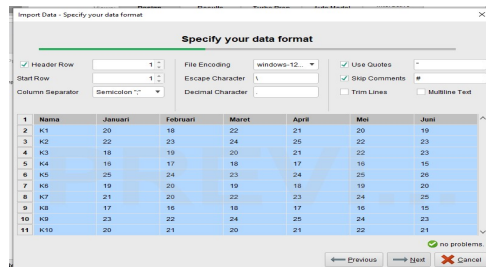 Import Data - Specify your data format
Specify your data format
Header Row 1 File Encoding windows-12... Use Quotes "
Start Row 1 Escape Character \ Skip Comments #
Column Separator Semicolon ";" Decimal Character . Trim Lines Multiline Text
1 Nama Januari Februari Maret April Mei Juni
2 K1 20 18 22 21 20 19
3 K2 22 23 24 25 22 23
4 K3 18 19 20 21 22 23
5 K4 16 17 18 17 16 15
6 K5 25 24 23 24 25 26
7 K6 19 20 19 18 19 20
8 K7 21 20 22 23 24 25
9 K8 17 16 18 17 16 15
10 K9 23 22 24 25 24 23
11 K10 20 21 20 21 22 21
no problems.
Previous Next Cancel